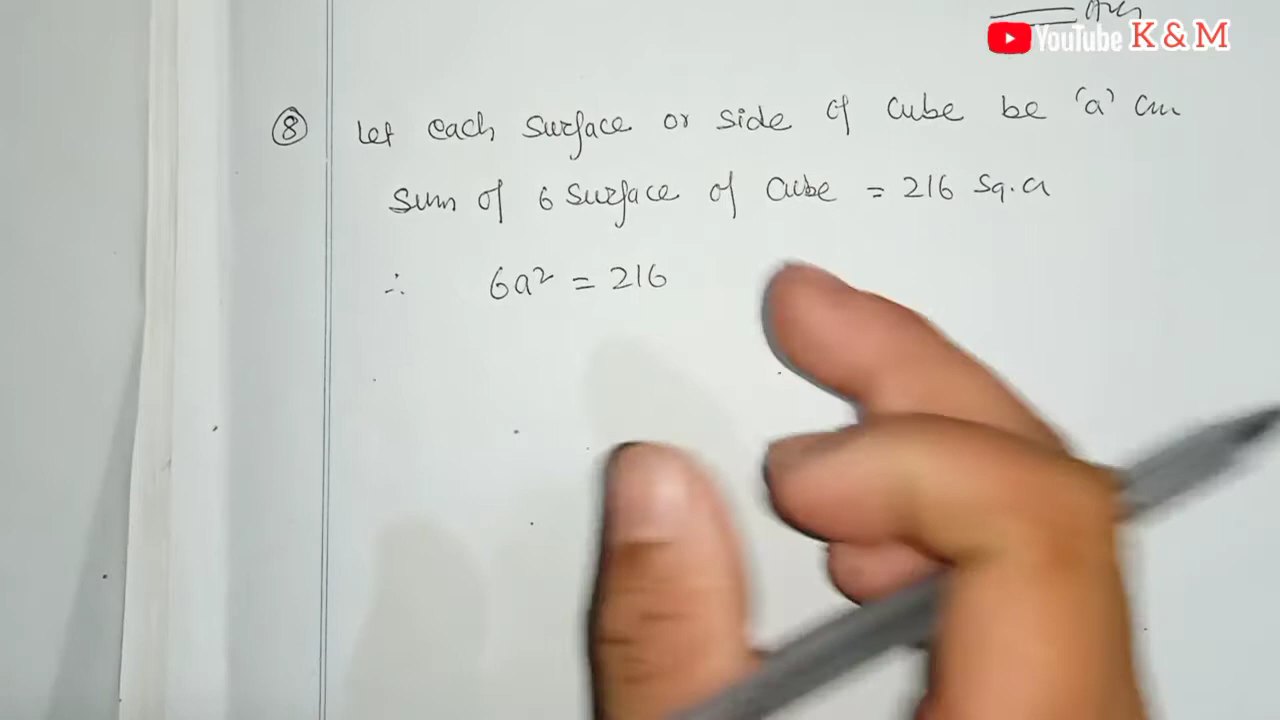 YouTube K & M
⑧ Let each surface or side of cube be 'a' cm
Sum of 6 surface of cube = 216 sq.
∴ 6a² = 216